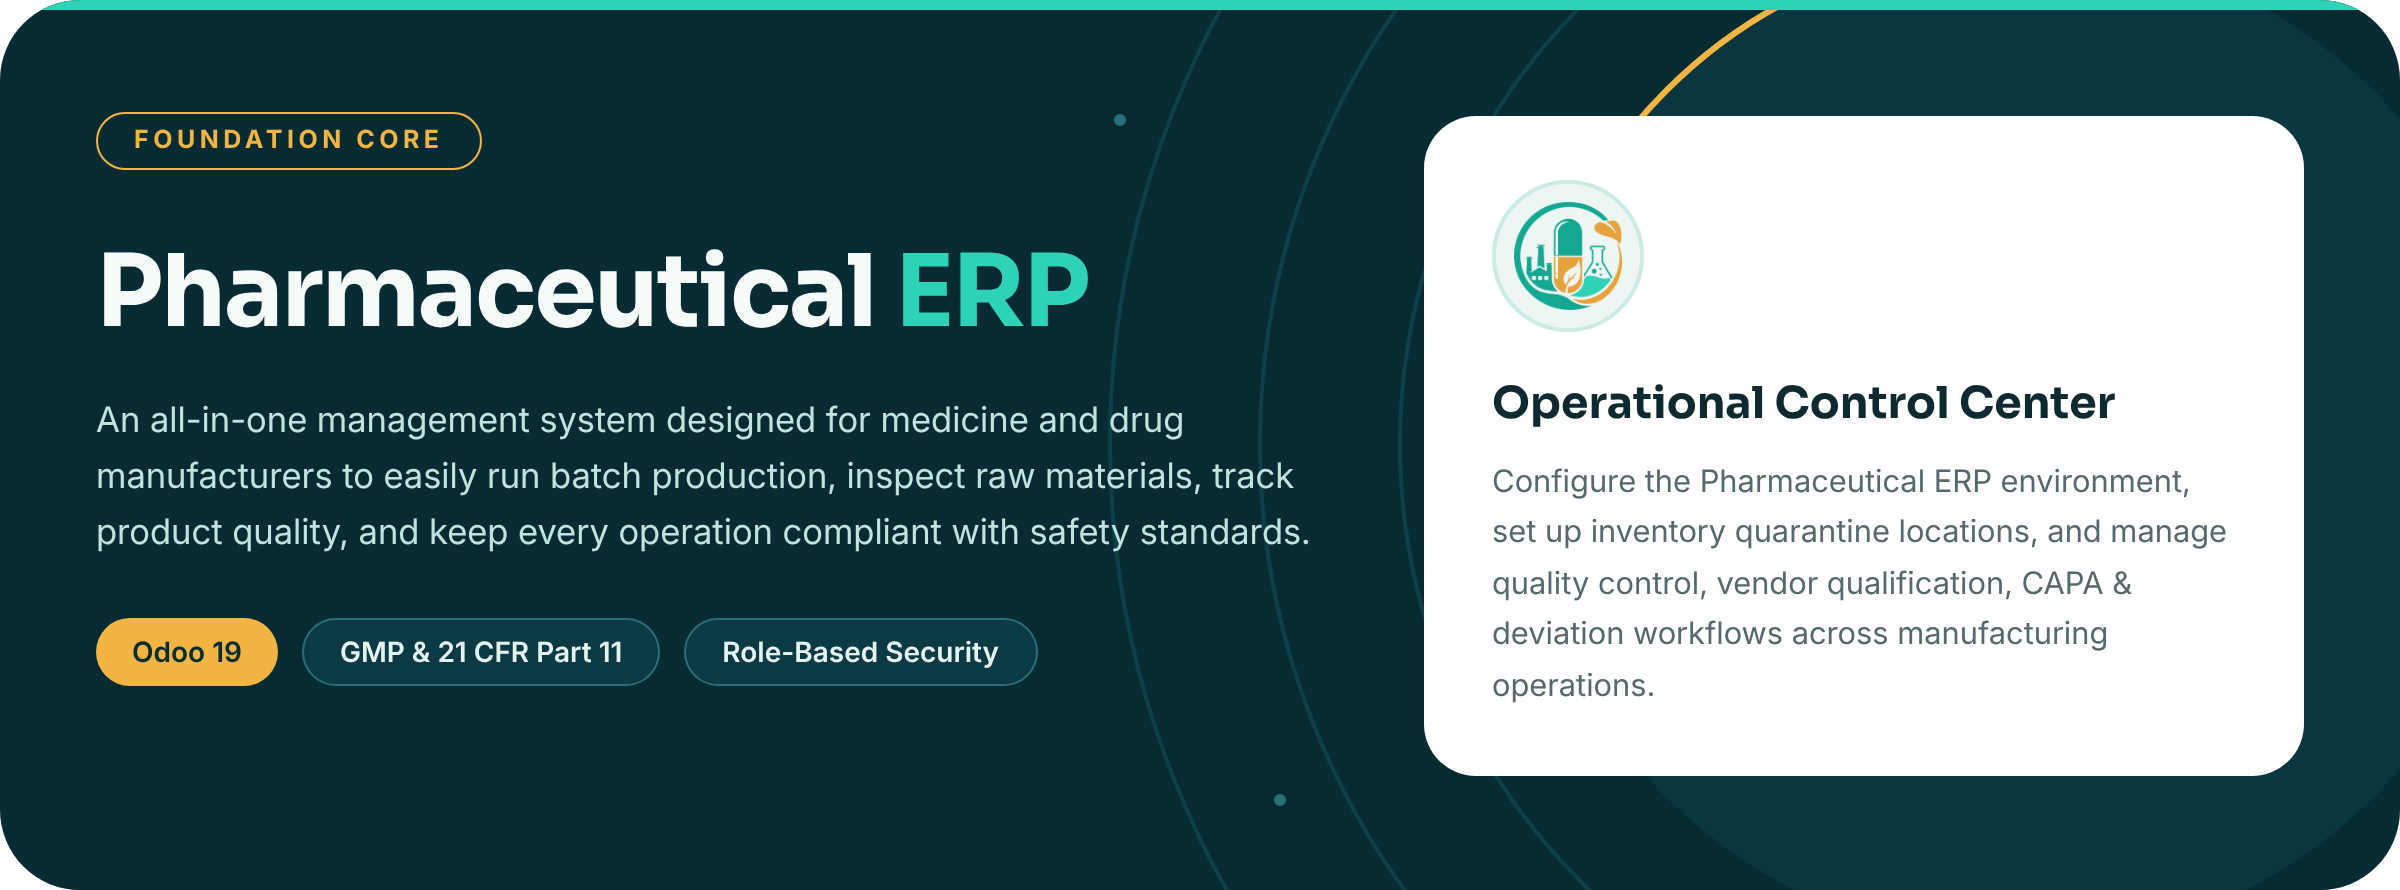 FOUNDATION CORE
Pharmaceutical ERP
An all-in-one management system designed for medicine and drug
manufacturers to easily run batch production, inspect raw materials, track
product quality, and keep every operation compliant with safety standards.
Odoo 19
GMP & 21 CFR Part 11
Role-Based Security
Operational Control Center
Configure the Pharmaceutical ERP environment,
set up inventory quarantine locations, and manage
quality control, vendor qualification, CAPA &
deviation workflows across manufacturing
operations.